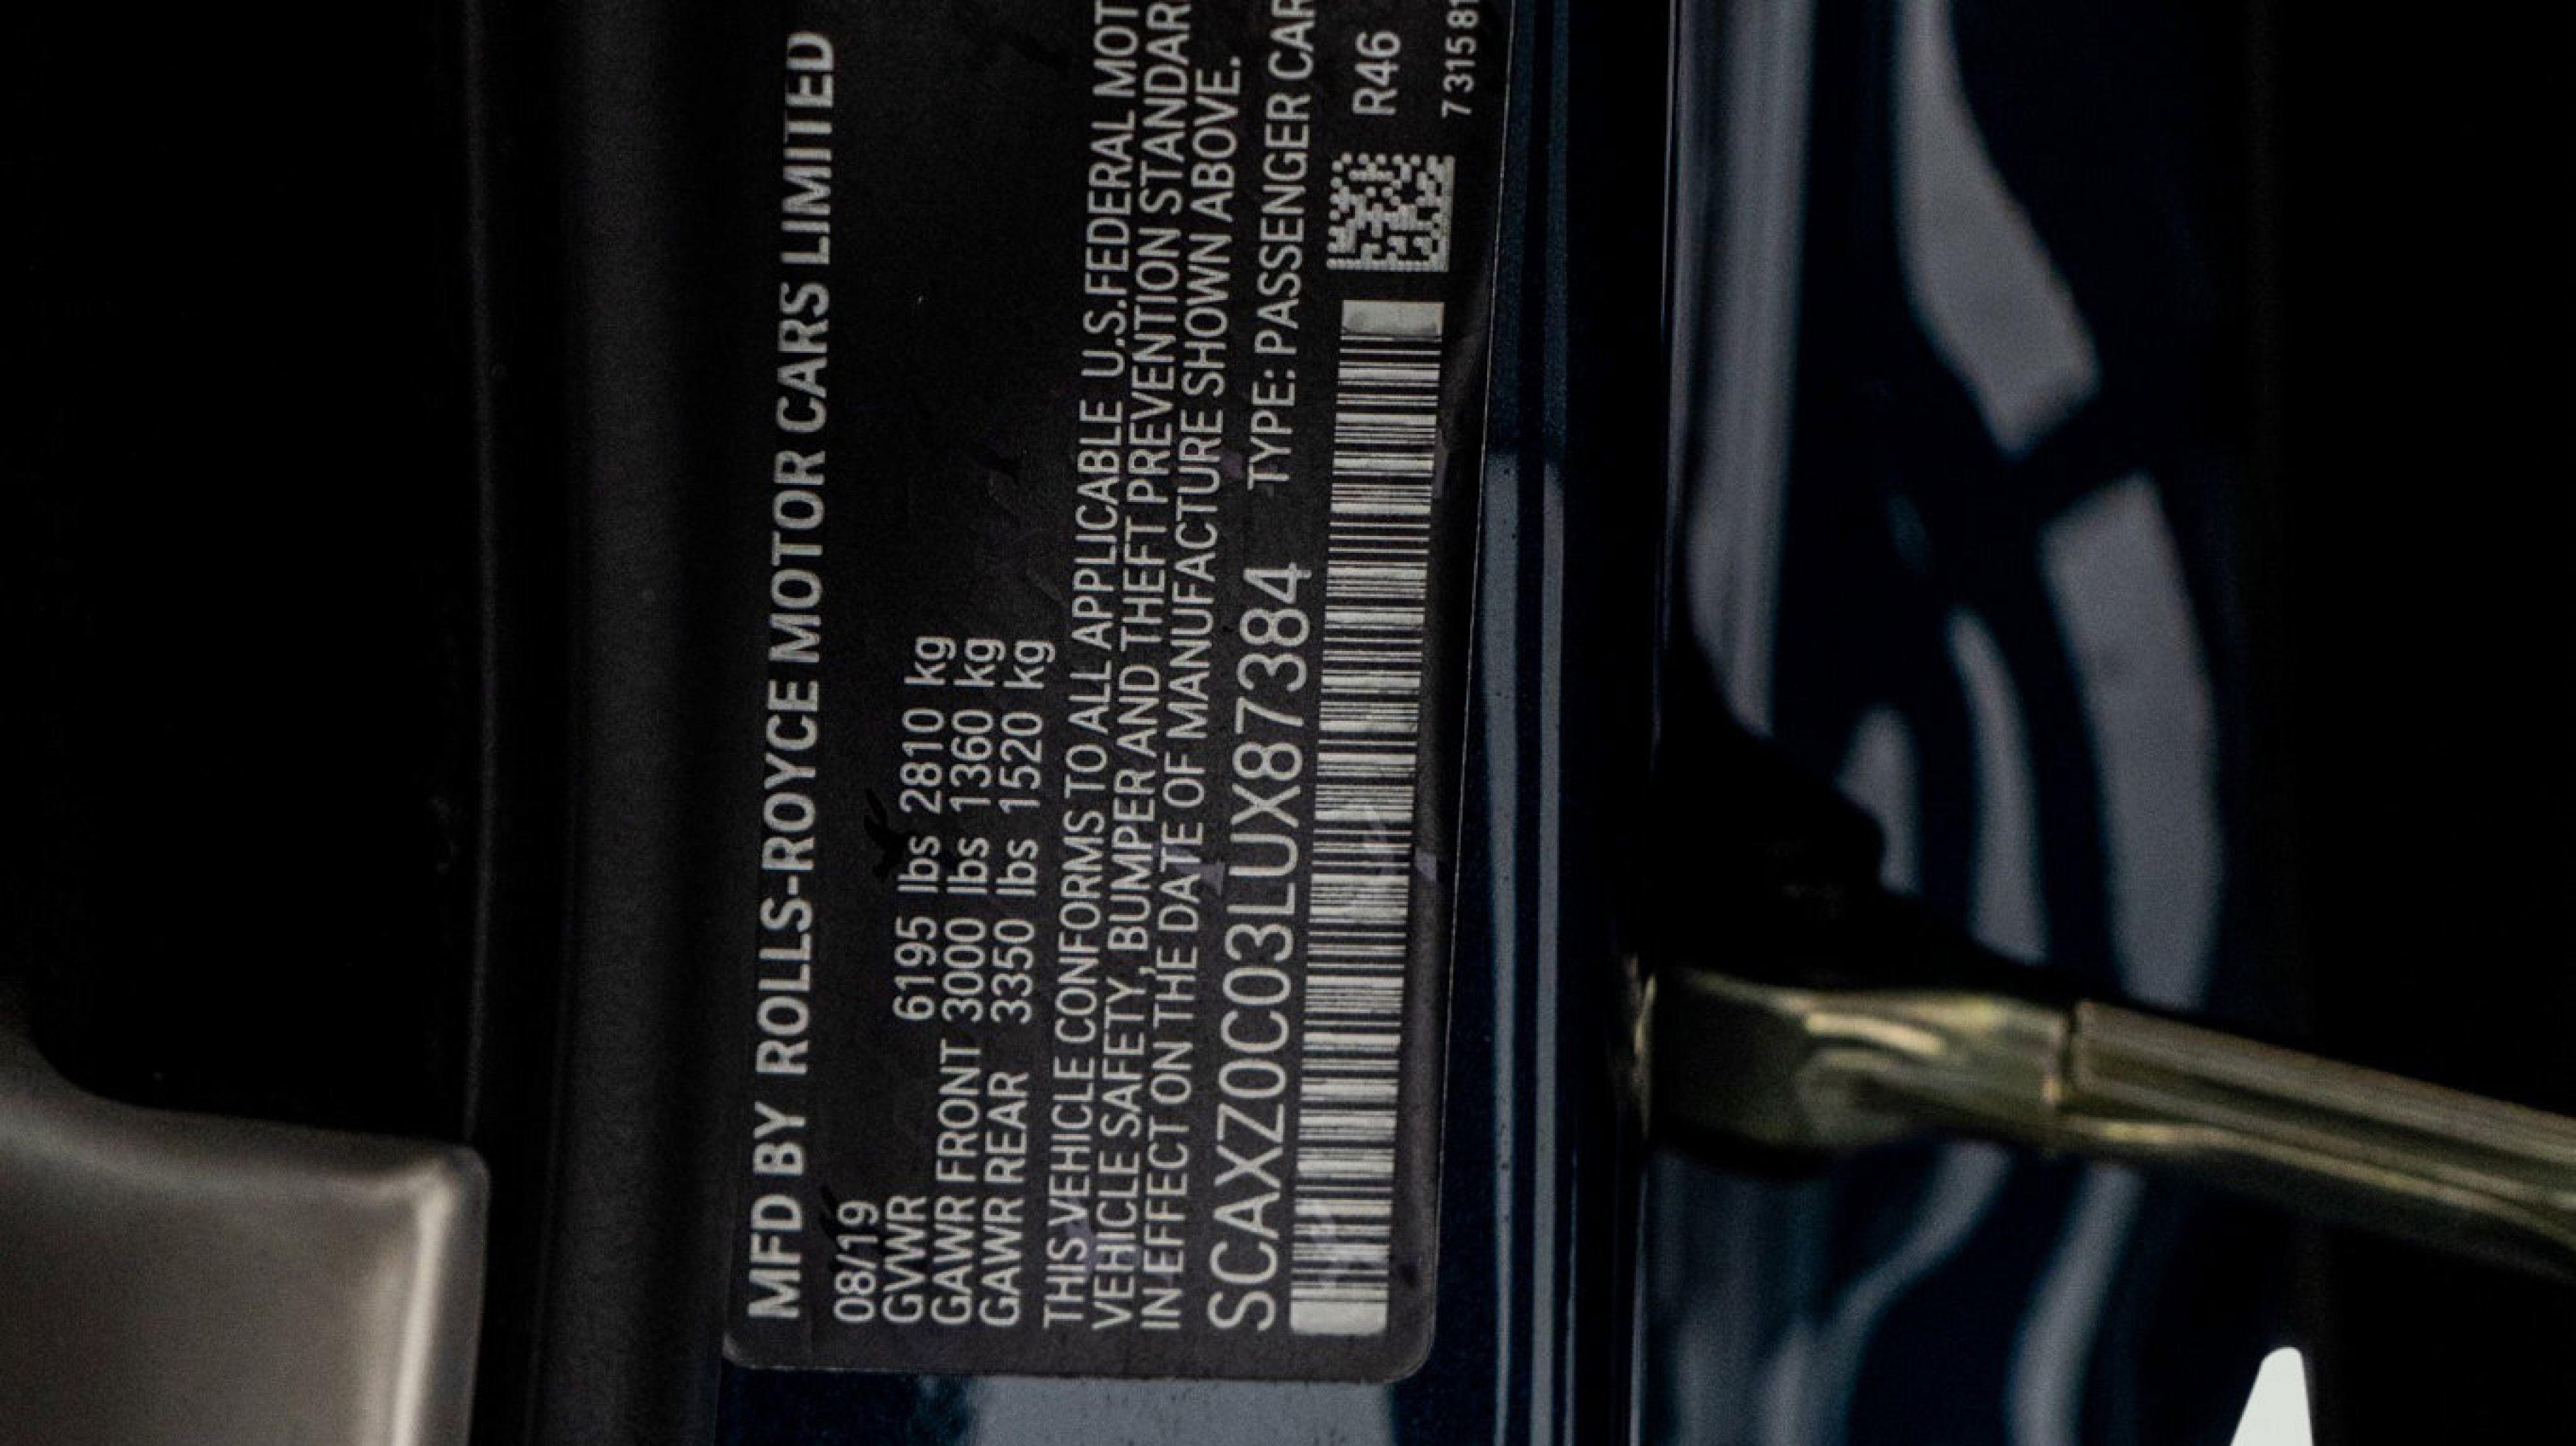 MFD BY ROLLS-ROYCE MOTOR CARS LIMITED
08/19
GVWR 6195 lbs 2810 kg
GAWR FRONT 3000 lbs 1360 kg
GAWR REAR 3350 lbs 1520 kg
THIS VEHICLE CONFORMS TO ALL APPLICABLE U.S.FEDERAL MOT
VEHICLE SAFETY, BUMPER AND THEFT PREVENTION STANDAR
IN EFFECT ON THE DATE OF MANUFACTURE SHOWN ABOVE.
SCAXZ0C03LUX87384 TYPE: PASSENGER CAR
R46
731581